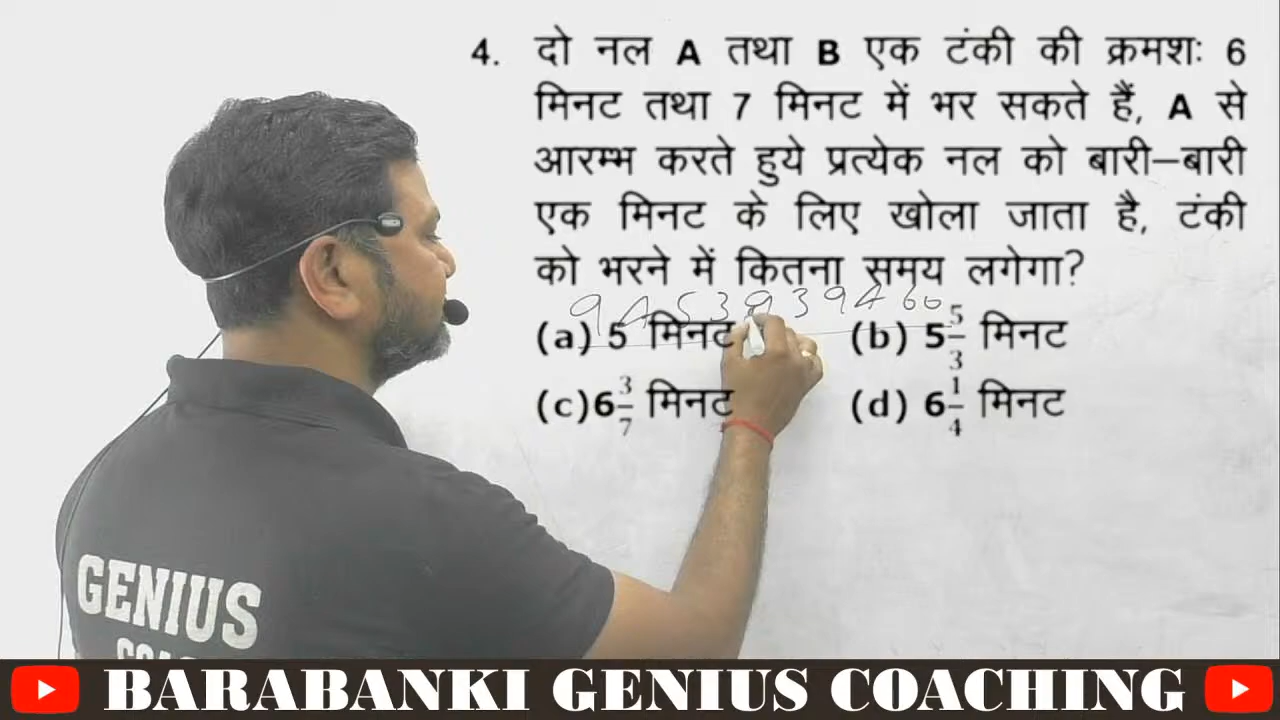 4. दो नल A तथा B एक टंकी की क्रमशः 6
मिनट तथा 7 मिनट में भर सकते हैं, A से
आरम्भ करते हुये प्रत्येक नल को बारी–बारी
एक मिनट के लिए खोला जाता है, टंकी
को भरने में कितना समय लगेगा?
(a) 5 मिनट (b) 5 5/3 मिनट
(c) 6 3/7 मिनट (d) 6 1/4 मिनट
GENIUS
BARABANKI GENIUS COACHING